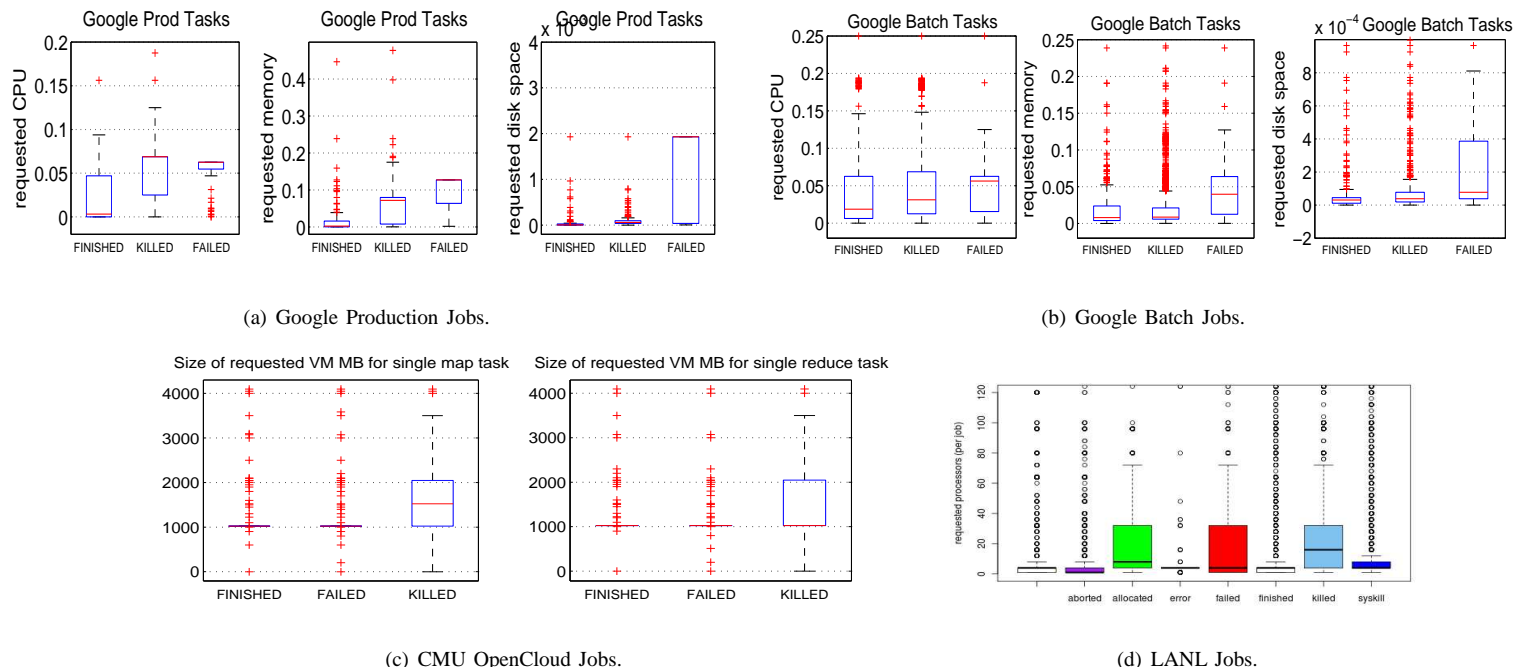 Google Prod Tasks
requested CPU
0.2
0.15
0.1
0.05
0
FINISHED KILLED FAILED
Google Prod Tasks
requested memory
0.4
0.3
0.2
0.1
0
FINISHED KILLED FAILED
Google Prod Tasks
x 10
requested disk space
4
2
0
FINISHED KILLED FAILED
(a) Google Production Jobs.
Google Batch Tasks
requested CPU
0.25
0.2
0.15
0.1
0.05
0
FINISHED KILLED FAILED
Google Batch Tasks
requested memory
0.25
0.2
0.15
0.1
0.05
0
FINISHED KILLED FAILED
x 10⁻⁴ Google Batch Tasks
requested disk space
8
6
4
2
0
−2
FINISHED KILLED FAILED
(b) Google Batch Jobs.
Size of requested VM MB for single map task
4000
3000
2000
1000
0
FINISHED FAILED KILLED
Size of requested VM MB for single reduce task
4000
3000
2000
1000
0
FINISHED FAILED KILLED
(c) CMU OpenCloud Jobs.
requested processors (per job)
120
100
80
60
40
20
0
aborted allocated error failed finished killed syskill
(d) LANL Jobs.